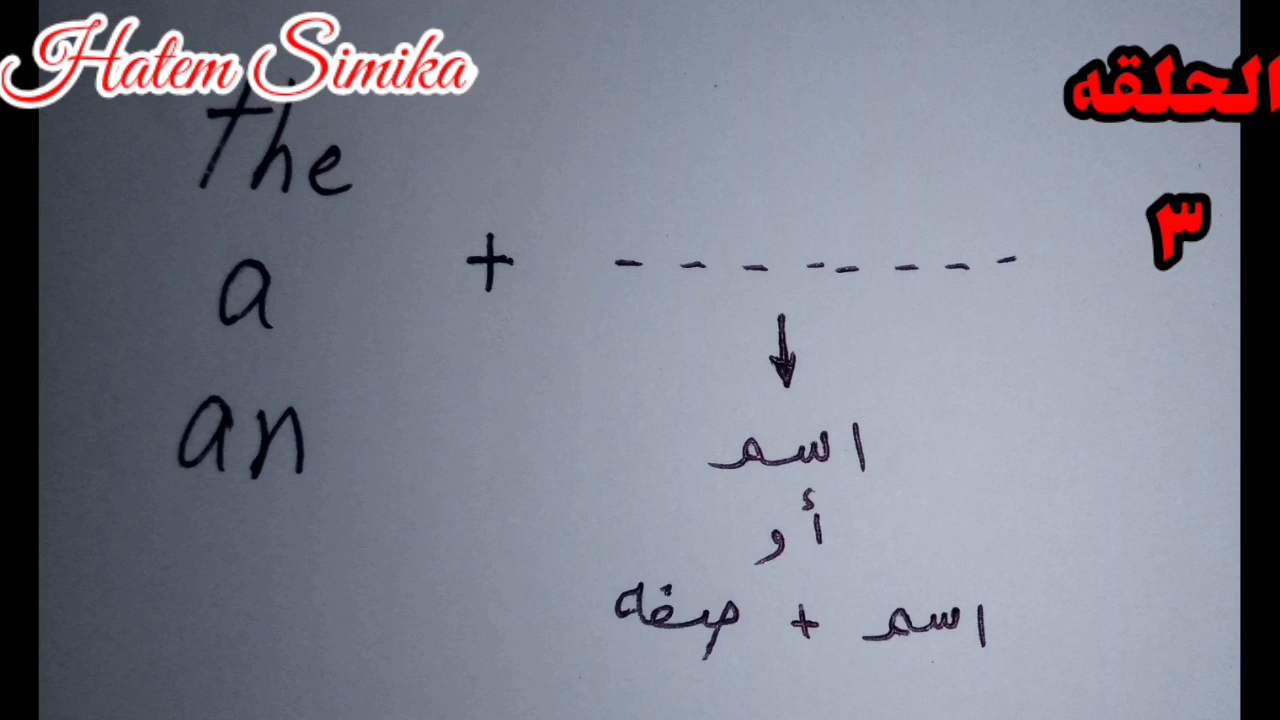 Hatem Simika
الحلقه
٣
the
a
an
+ - - - - - - - -
اسم
أو
اسم + صفه